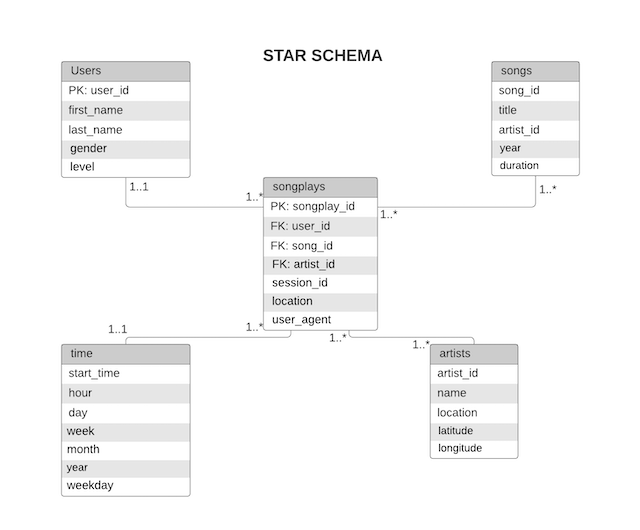 STAR SCHEMA
Users
PK: user_id
first_name
last_name
gender
level
songs
song_id
title
artist_id
year
duration
1..1
1..*
1..*
1..*
songplays
PK: songplay_id
FK: user_id
FK: song_id
FK: artist_id
session_id
location
user_agent
1..1
1..*
1..*
1..*
time
start_time
hour
day
week
month
year
weekday
artists
artist_id
name
location
latitude
longitude